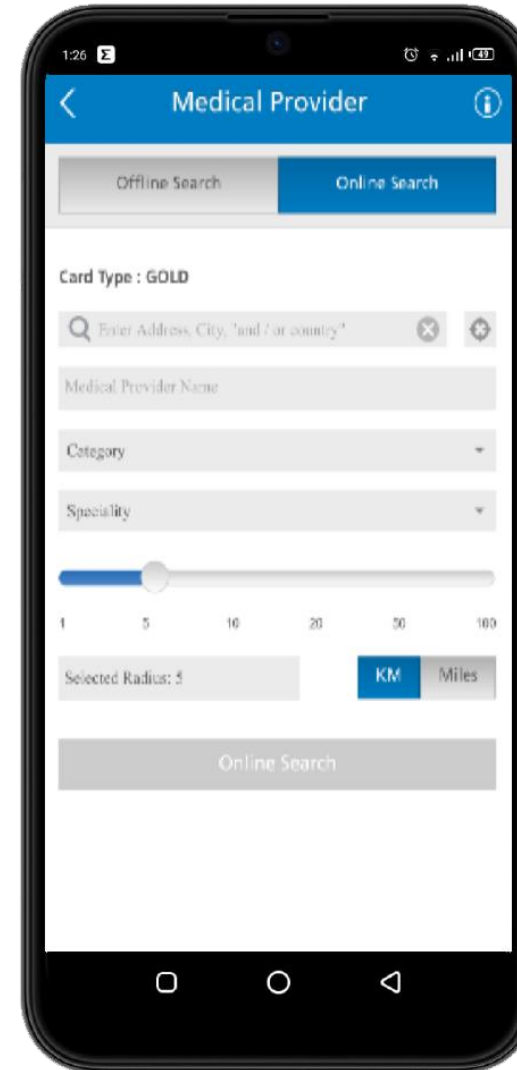 1:26 Σ 49
Medical Provider
Offline Search Online Search
Card Type : GOLD
Enter Address, City, "and / or country"
Medical Provider Name
Category
Speciality
1 5 10 20 50 100
Selected Radius: 5 KM Miles
Online Search